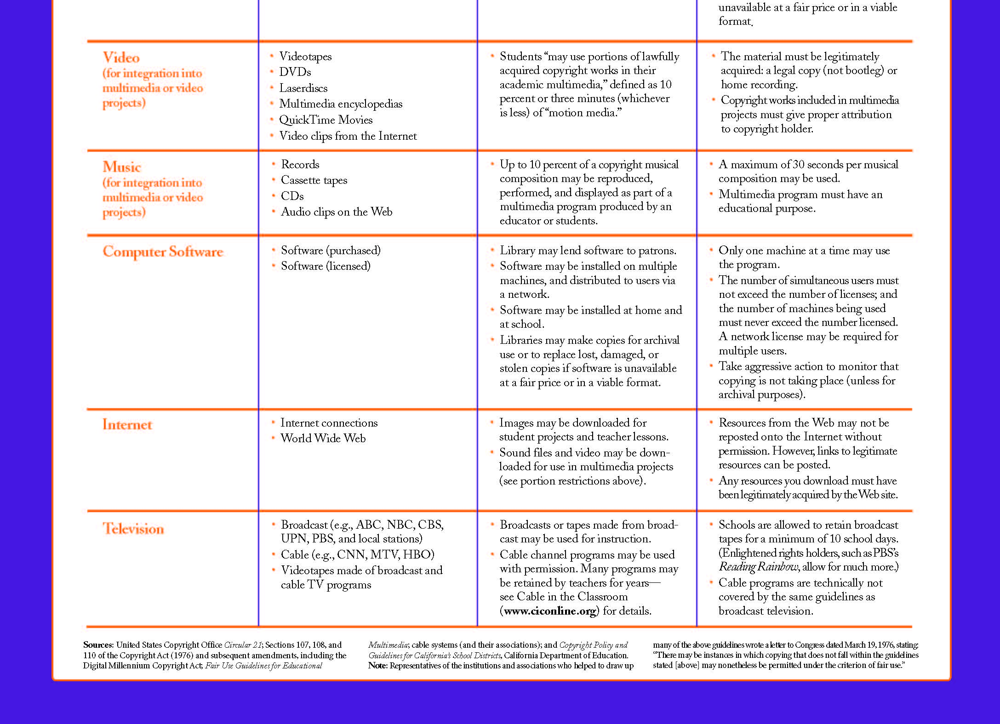 unavailable at a fair price or in a viable
format.
Video
(for integration into
multimedia or video
projects)
• Videotapes
• DVDs
• Laserdiscs
• Multimedia encyclopedias
• QuickTime Movies
• Video clips from the Internet
• Students “may use portions of lawfully
acquired copyright works in their
academic multimedia,” defined as 10
percent or three minutes (whichever
is less) of “motion media.”
• The material must be legitimately
acquired: a legal copy (not bootleg) or
home recording.
• Copyright works included in multimedia
projects must give proper attribution
to copyright holder.
Music
(for integration into
multimedia or video
projects)
• Records
• Cassette tapes
• CDs
• Audio clips on the Web
• Up to 10 percent of a copyright musical
composition may be reproduced,
performed, and displayed as part of a
multimedia program produced by an
educator or students.
• A maximum of 30 seconds per musical
composition may be used.
• Multimedia program must have an
educational purpose.
Computer Software
• Software (purchased)
• Software (licensed)
• Library may lend software to patrons.
• Software may be installed on multiple
machines, and distributed to users via
a network.
• Software may be installed at home and
at school.
• Libraries may make copies for archival
use or to replace lost, damaged, or
stolen copies if software is unavailable
at a fair price or in a viable format.
• Only one machine at a time may use
the program.
• The number of simultaneous users must
not exceed the number of licenses; and
the number of machines being used
must never exceed the number licensed.
A network license may be required for
multiple users.
• Take aggressive action to monitor that
copying is not taking place (unless for
archival purposes).
Internet
• Internet connections
• World Wide Web
• Images may be downloaded for
student projects and teacher lessons.
• Sound files and video may be down-
loaded for use in multimedia projects
(see portion restrictions above).
• Resources from the Web may not be
reposted onto the Internet without
permission. However, links to legitimate
resources can be posted.
• Any resources you download must have
been legitimately acquired by the Web site.
Television
• Broadcast (e.g., ABC, NBC, CBS,
UPN, PBS, and local stations)
• Cable (e.g., CNN, MTV, HBO)
• Videotapes made of broadcast and
cable TV programs
• Broadcasts or tapes made from broad-
cast may be used for instruction.
• Cable channel programs may be used
with permission. Many programs may
be retained by teachers for years—
see Cable in the Classroom
(www.ciconline.org) for details.
• Schools are allowed to retain broadcast
tapes for a minimum of 10 school days.
(Enlightened rights holders, such as PBS’s
Reading Rainbow, allow for much more.)
• Cable programs are technically not
covered by the same guidelines as
broadcast television.
Sources: United States Copyright Office Circular 21; Sections 107, 108, and
110 of the Copyright Act (1976) and subsequent amendments, including the
Digital Millennium Copyright Act; Fair Use Guidelines for Educational
Multimedia; cable systems (and their associations); and Copyright Policy and
Guidelines for California’s School Districts, California Department of Education.
Note: Representatives of the institutions and associations who helped to draw up
many of the above guidelines wrote a letter to Congress dated March 19, 1976, stating:
“There may be instances in which copying that does not fall within the guidelines
stated [above] may nonetheless be permitted under the criterion of fair use.”